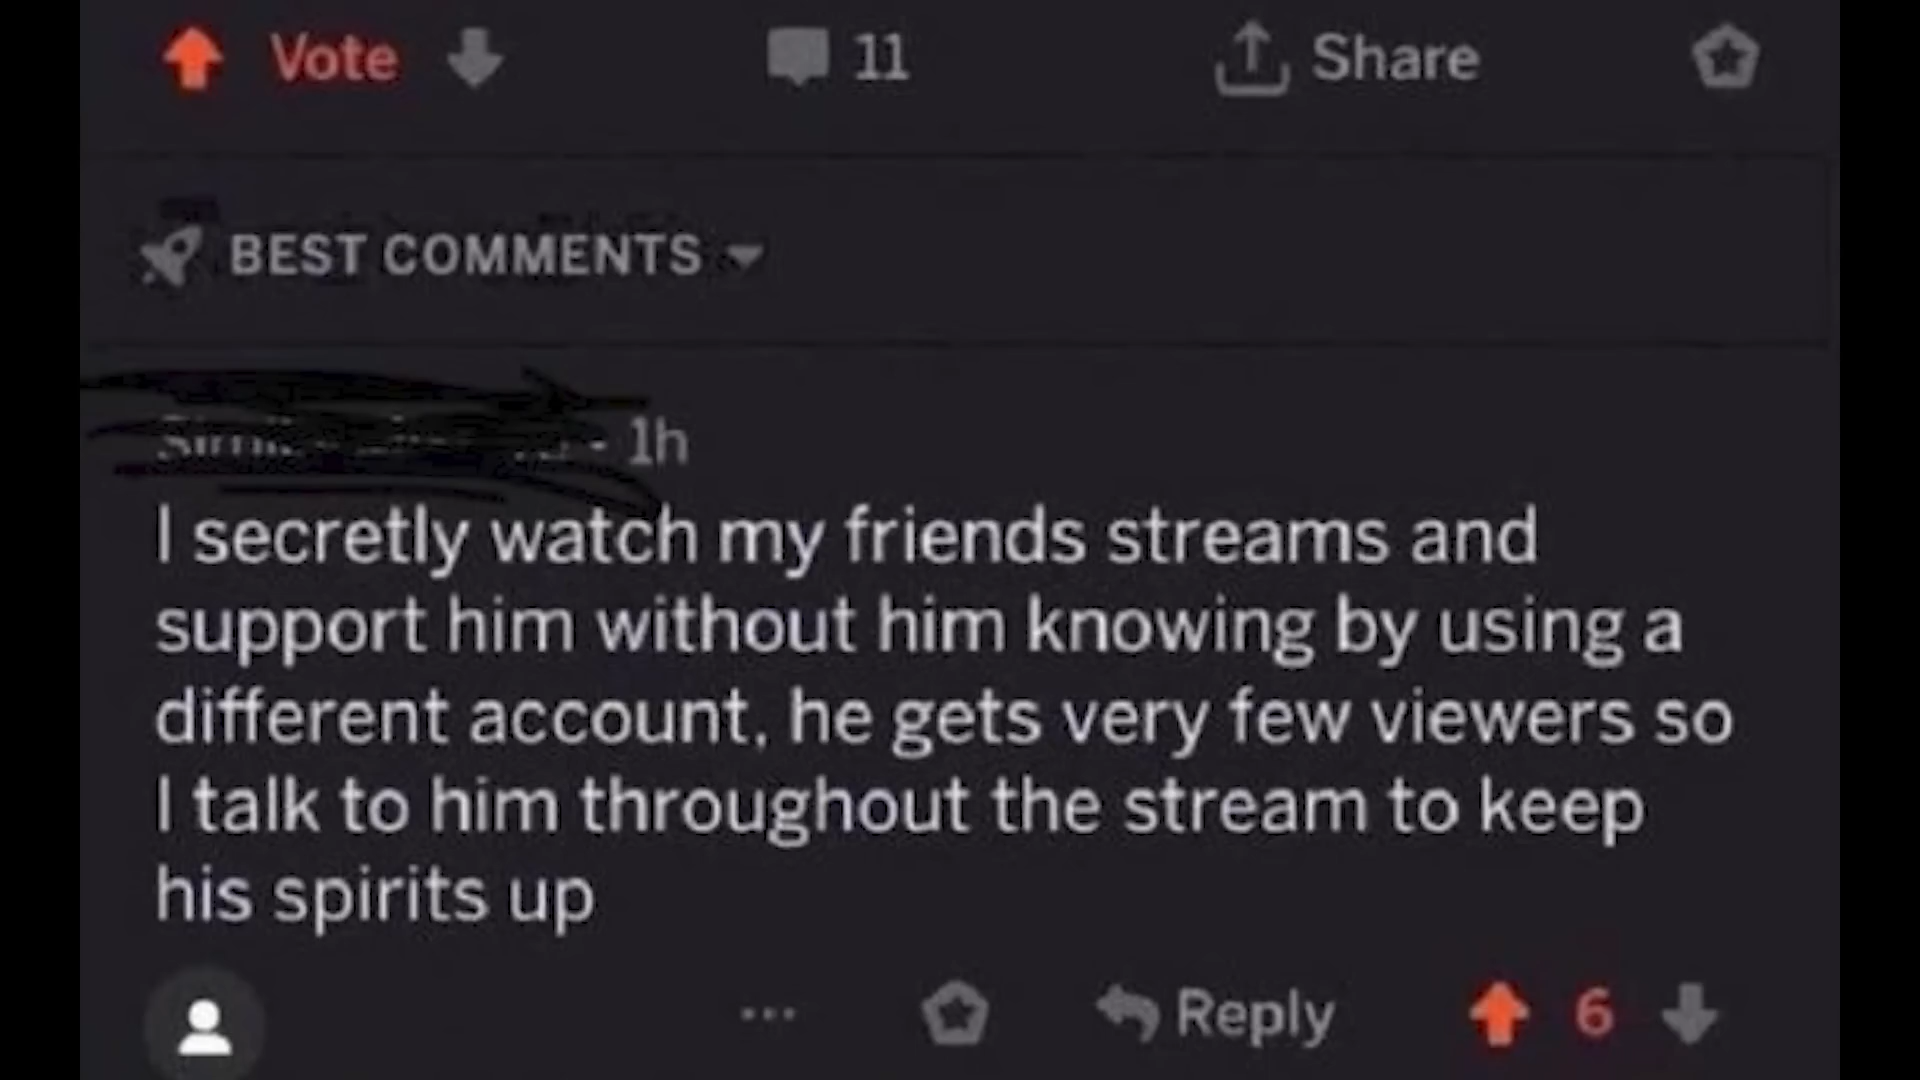 Vote 11 Share
BEST COMMENTS
1h
I secretly watch my friends streams and
support him without him knowing by using a
different account, he gets very few viewers so
I talk to him throughout the stream to keep
his spirits up
... Reply 6